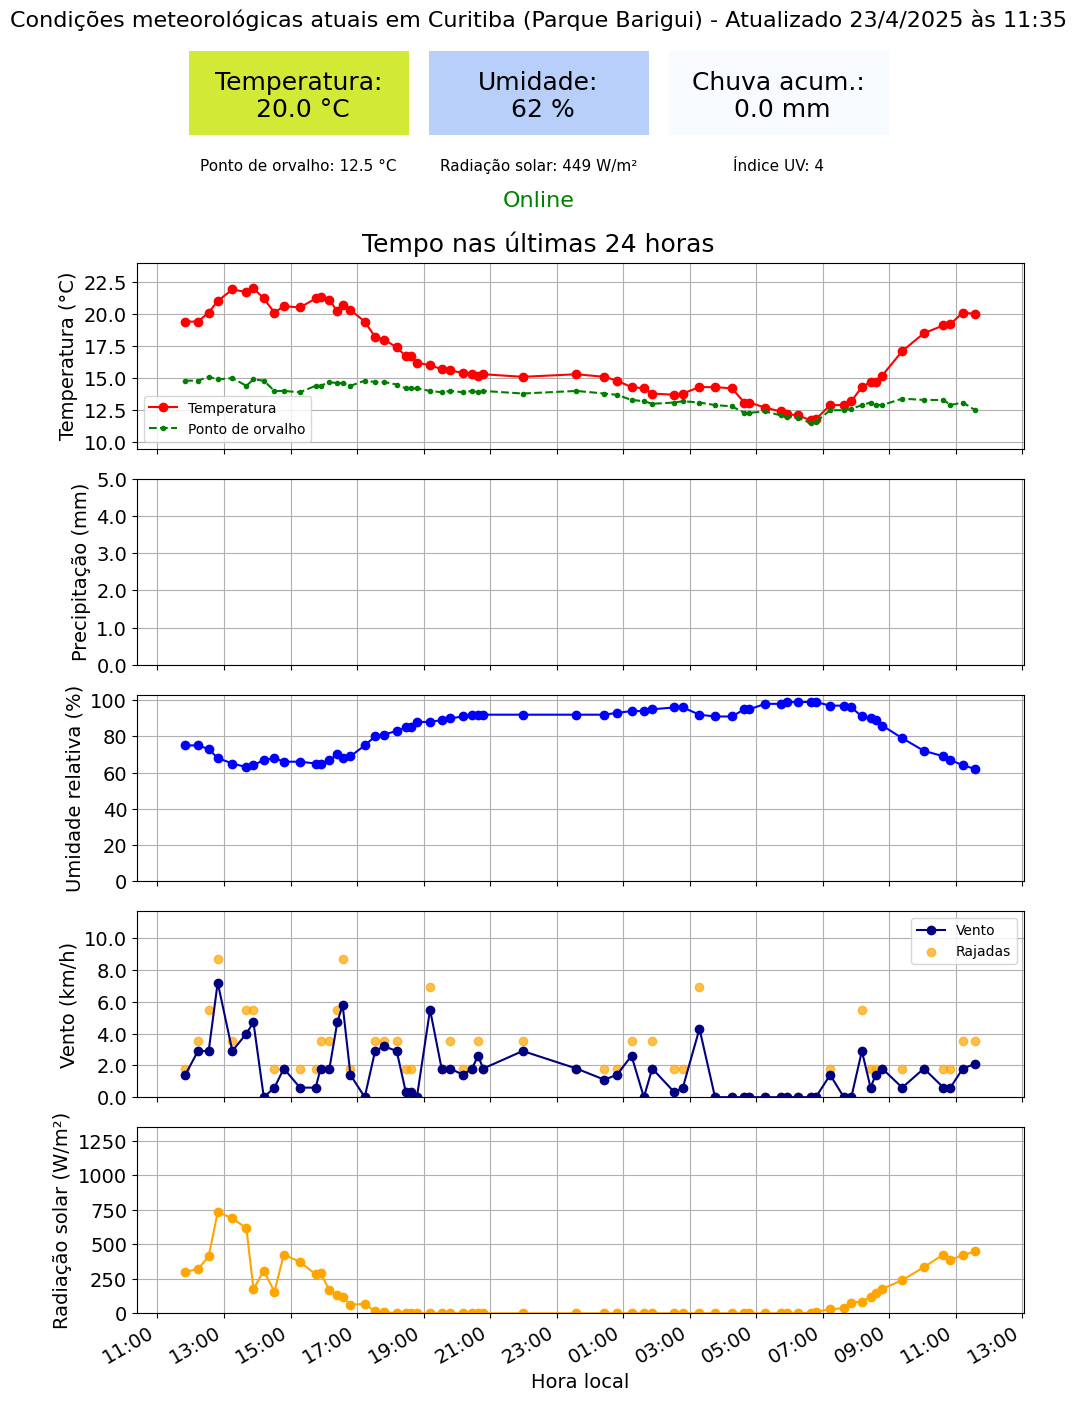 Condições meteorológicas atuais em Curitiba (Parque Barigui) - Atualizado 23/4/2025 às 11:35
Temperatura:
20.0 °C
Umidade:
62 %
Chuva acum.:
0.0 mm
Ponto de orvalho: 12.5 °C
Radiação solar: 449 W/m²
Índice UV: 4
Online
Tempo nas últimas 24 horas
Temperatura (°C)
22.5
20.0
17.5
15.0
12.5
10.0
Temperatura
Ponto de orvalho
Precipitação (mm)
5.0
4.0
3.0
2.0
1.0
0.0
Umidade relativa (%)
100
80
60
40
20
0
Vento (km/h)
10.0
8.0
6.0
4.0
2.0
0.0
Vento
Rajadas
Radiação solar (W/m²)
1250
1000
750
500
250
0
11:00
13:00
15:00
17:00
19:00
21:00
23:00
01:00
03:00
05:00
07:00
09:00
11:00
13:00
Hora local